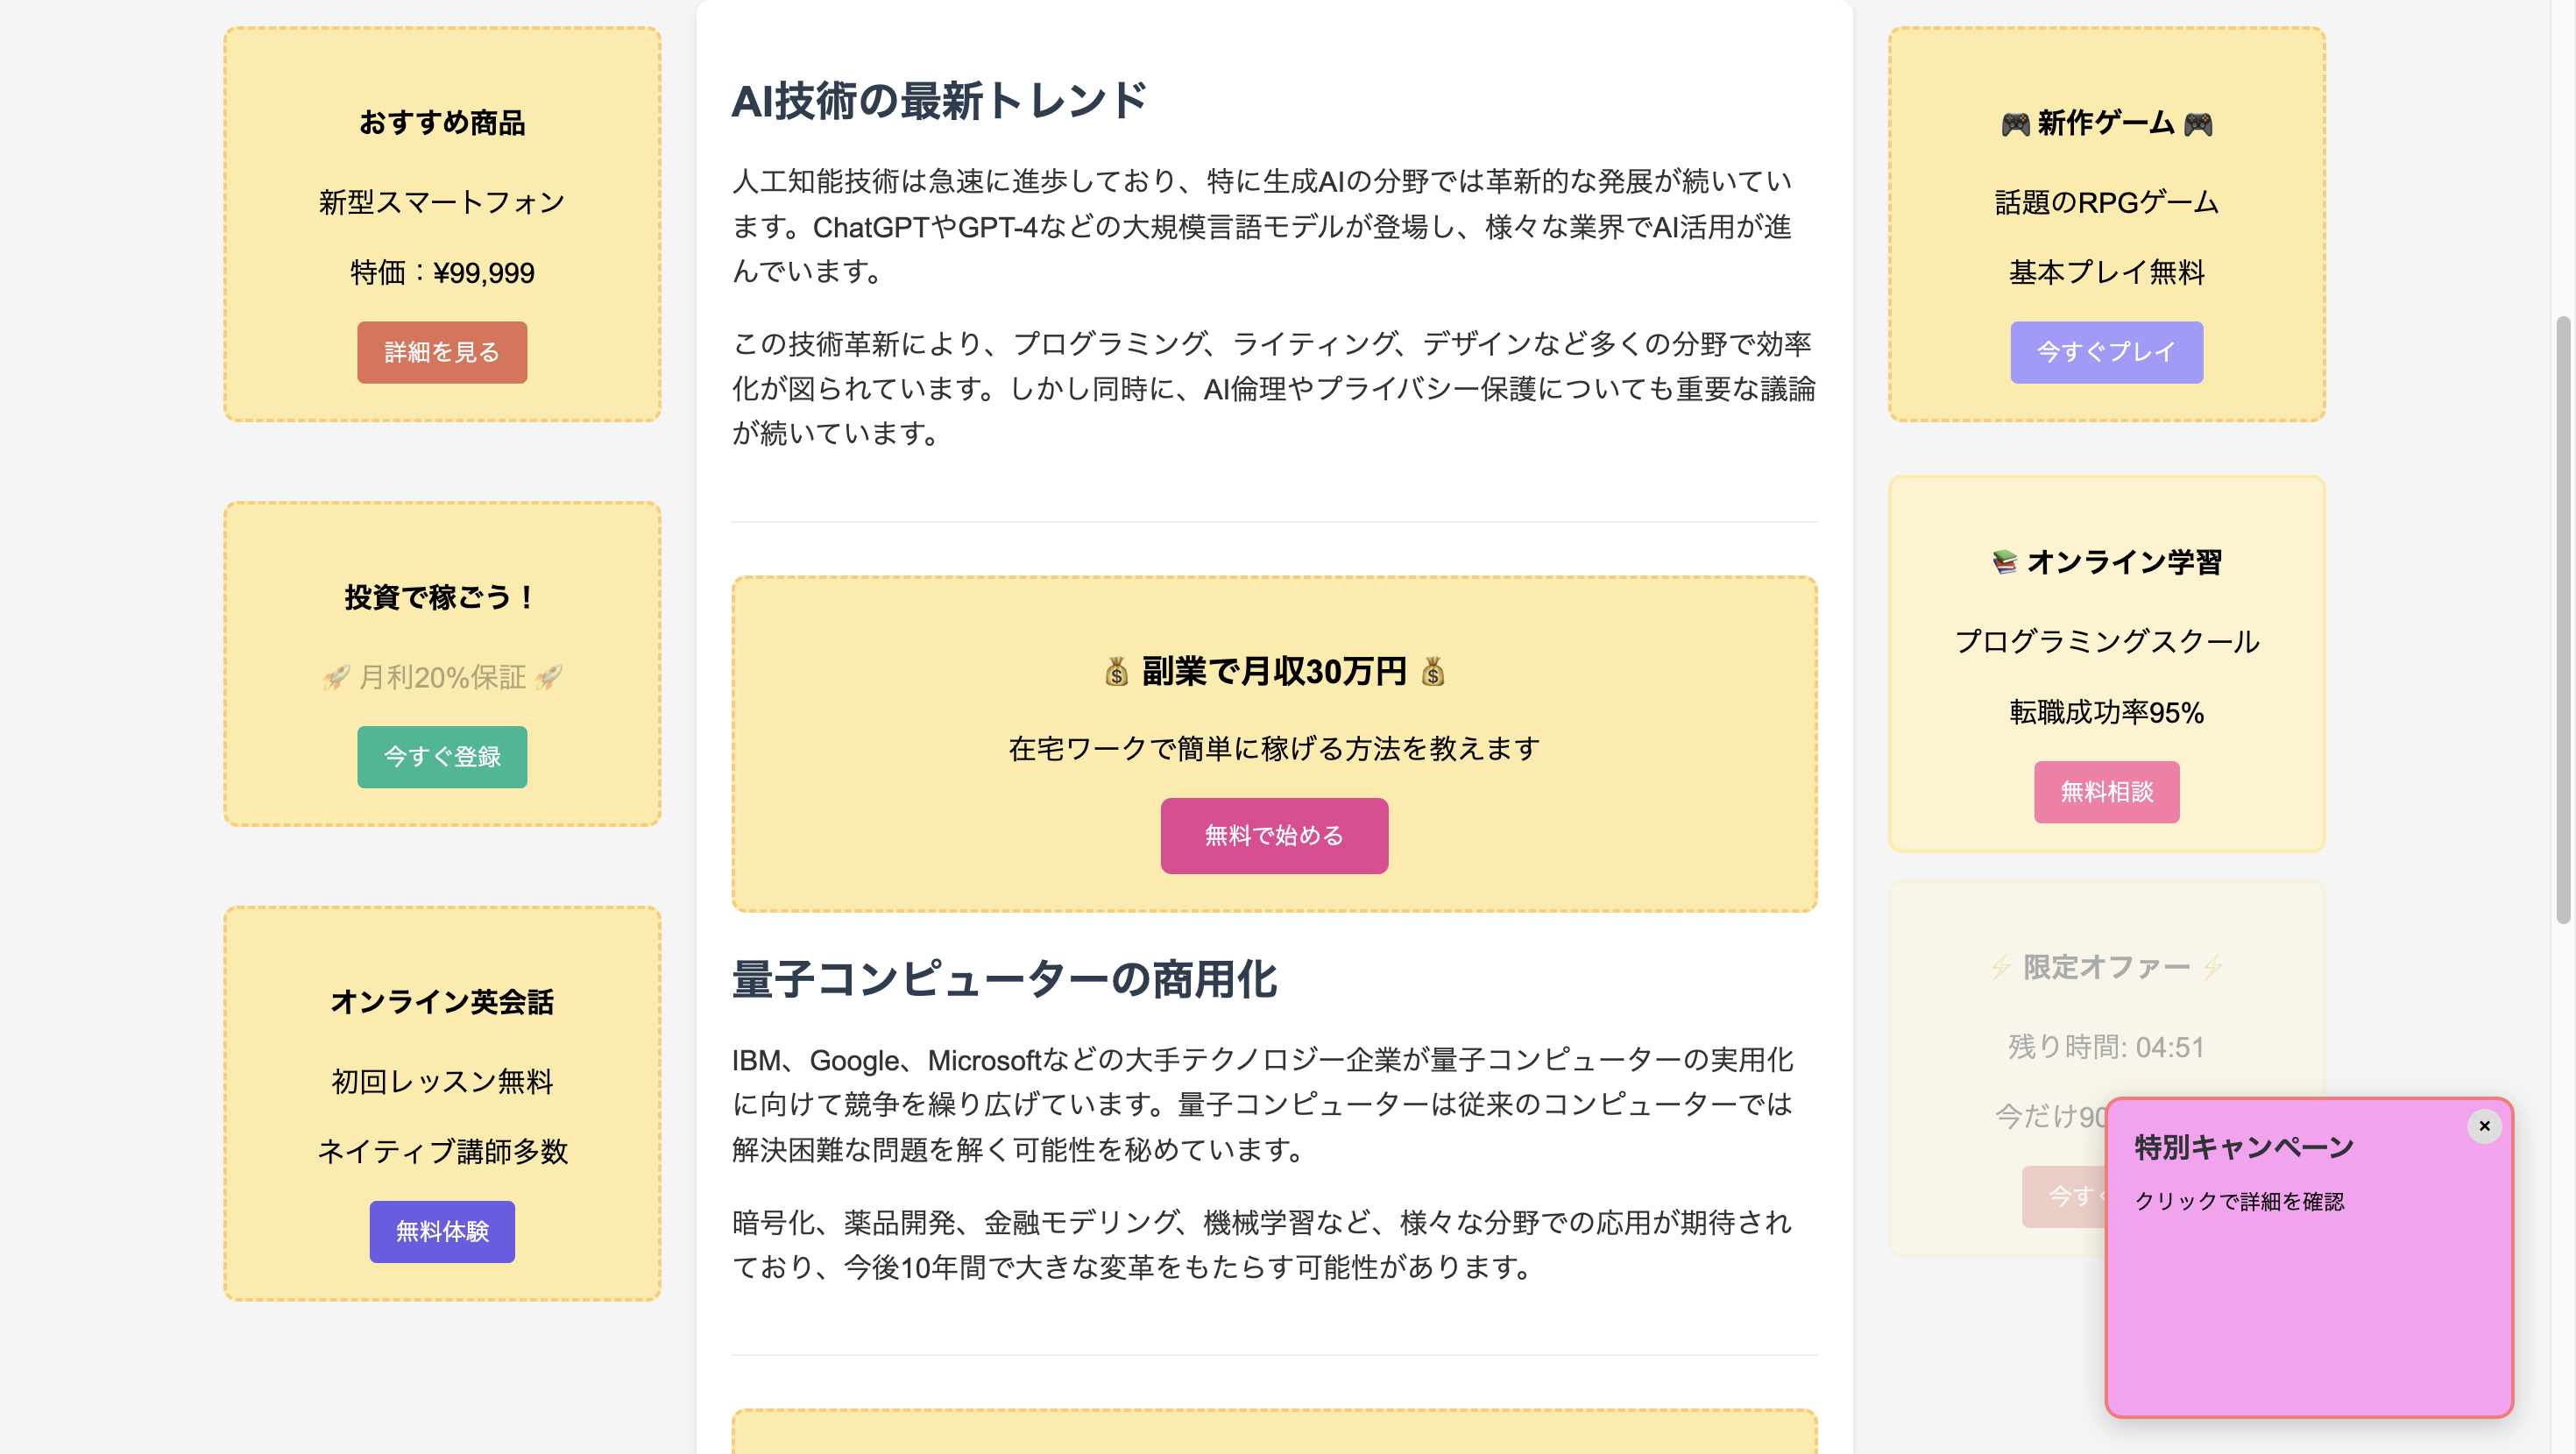 おすすめ商品
新型スマートフォン
特価：¥99,999
詳細を見る
投資で稼ごう！
🚀 月利20%保証 🚀
今すぐ登録
オンライン英会話
初回レッスン無料
ネイティブ講師多数
無料体験
AI技術の最新トレンド
人工知能技術は急速に進歩しており、特に生成AIの分野では革新的な発展が続いてい
ます。ChatGPTやGPT-4などの大規模言語モデルが登場し、様々な業界でAI活用が進
んでいます。
この技術革新により、プログラミング、ライティング、デザインなど多くの分野で効率
化が図られています。しかし同時に、AI倫理やプライバシー保護についても重要な議論
が続いています。
💰 副業で月収30万円 💰
在宅ワークで簡単に稼げる方法を教えます
無料で始める
量子コンピューターの商用化
IBM、Google、Microsoftなどの大手テクノロジー企業が量子コンピューターの実用化
に向けて競争を繰り広げています。量子コンピューターは従来のコンピューターでは
解決困難な問題を解く可能性を秘めています。
暗号化、薬品開発、金融モデリング、機械学習など、様々な分野での応用が期待され
ており、今後10年間で大きな変革をもたらす可能性があります。
🎮 新作ゲーム 🎮
話題のRPGゲーム
基本プレイ無料
今すぐプレイ
📚 オンライン学習
プログラミングスクール
転職成功率95%
無料相談
⚡ 限定オファー ⚡
残り時間: 04:51
今だけ90
今す
特別キャンペーン
×
クリックで詳細を確認